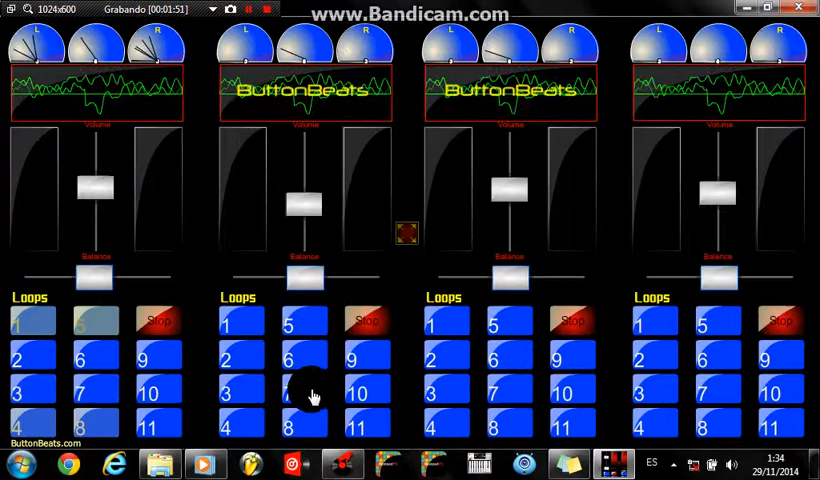 1024x600 Grabando [00:01:51] www.Bandicam.com
L R L R L R L R
ButtonBeats ButtonBeats
Volume Volume Volume Volume
Balance Balance Balance Balance
Loops Loops Loops Loops
1 5 Stop 1 5 Stop 1 5 Stop 1 5 Stop
2 6 9 2 6 9 2 6 9 2 6 9
3 7 10 3 7 10 3 7 10 3 7 10
4 8 11 4 8 11 4 8 11 4 8 11
ButtonBeats.com
ES 1:34
29/11/2014